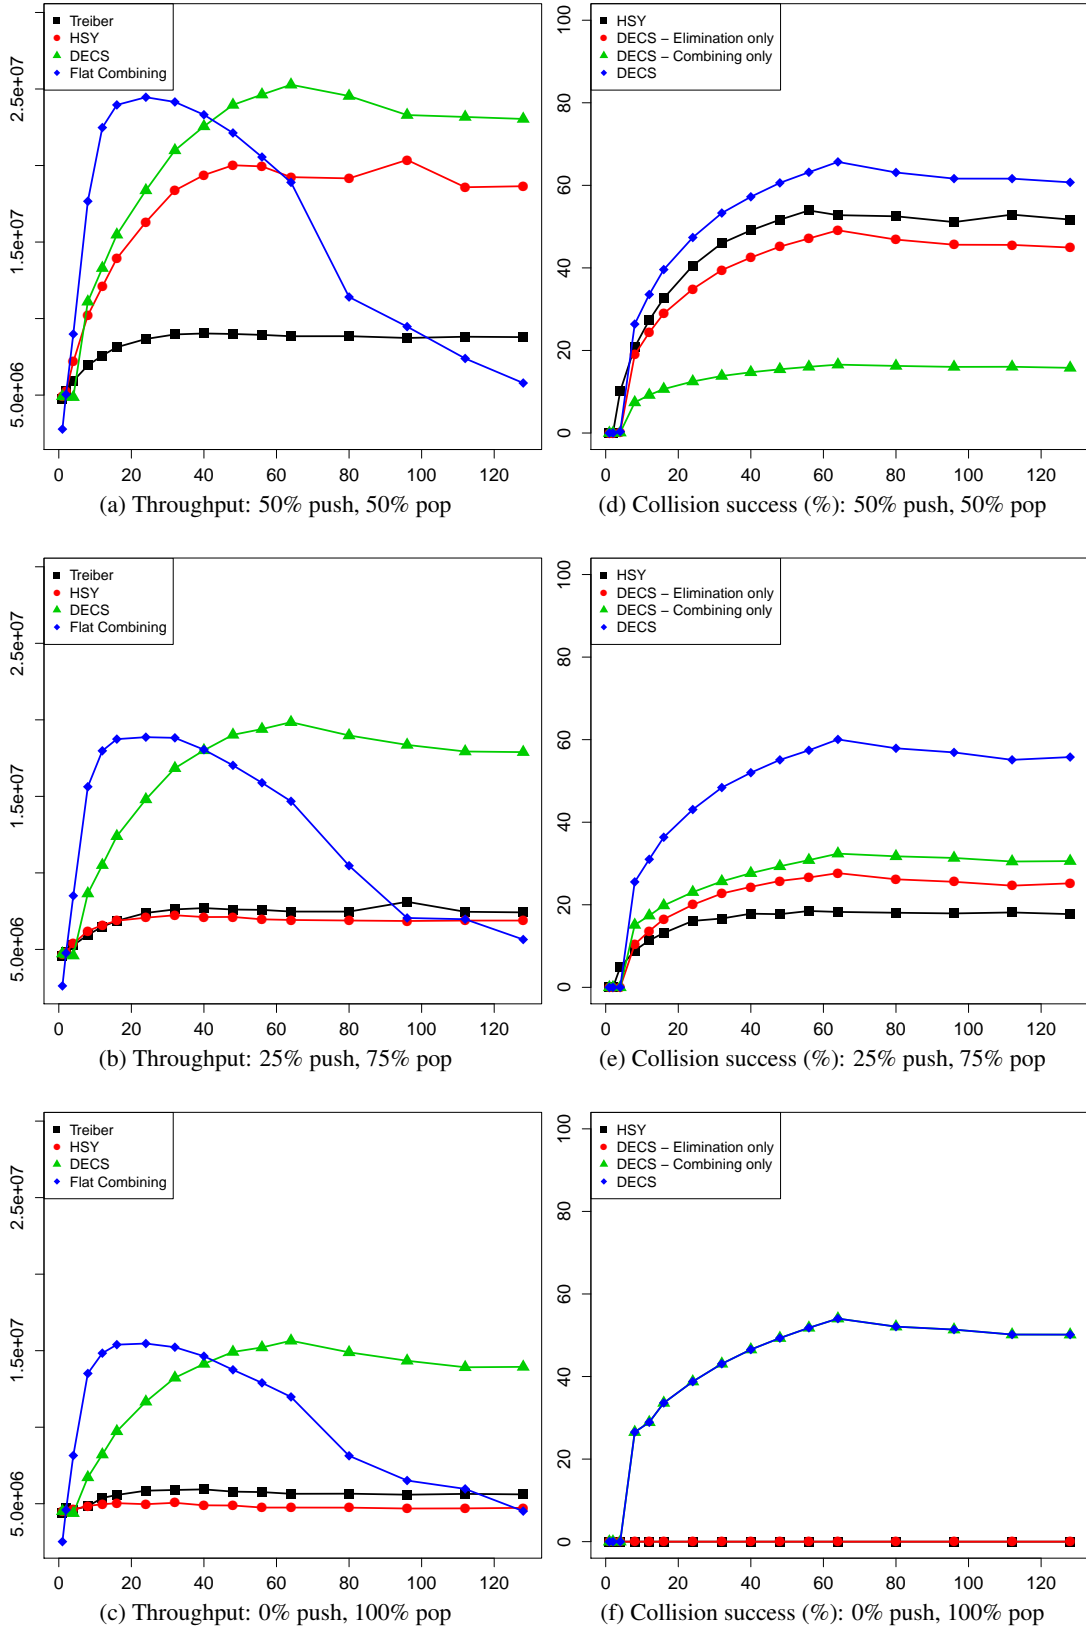 Treiber
HSY
DECS
Flat Combining
5.0e+06
1.5e+07
2.5e+07
0 20 40 60 80 100 120
(a) Throughput: 50% push, 50% pop
HSY
DECS − Elimination only
DECS − Combining only
DECS
0 20 40 60 80 100
0 20 40 60 80 100 120
(d) Collision success (%): 50% push, 50% pop
Treiber
HSY
DECS
Flat Combining
5.0e+06
1.5e+07
2.5e+07
0 20 40 60 80 100 120
(b) Throughput: 25% push, 75% pop
HSY
DECS − Elimination only
DECS − Combining only
DECS
0 20 40 60 80 100
0 20 40 60 80 100 120
(e) Collision success (%): 25% push, 75% pop
Treiber
HSY
DECS
Flat Combining
5.0e+06
1.5e+07
2.5e+07
0 20 40 60 80 100 120
(c) Throughput: 0% push, 100% pop
HSY
DECS − Elimination only
DECS − Combining only
DECS
0 20 40 60 80 100
0 20 40 60 80 100 120
(f) Collision success (%): 0% push, 100% pop